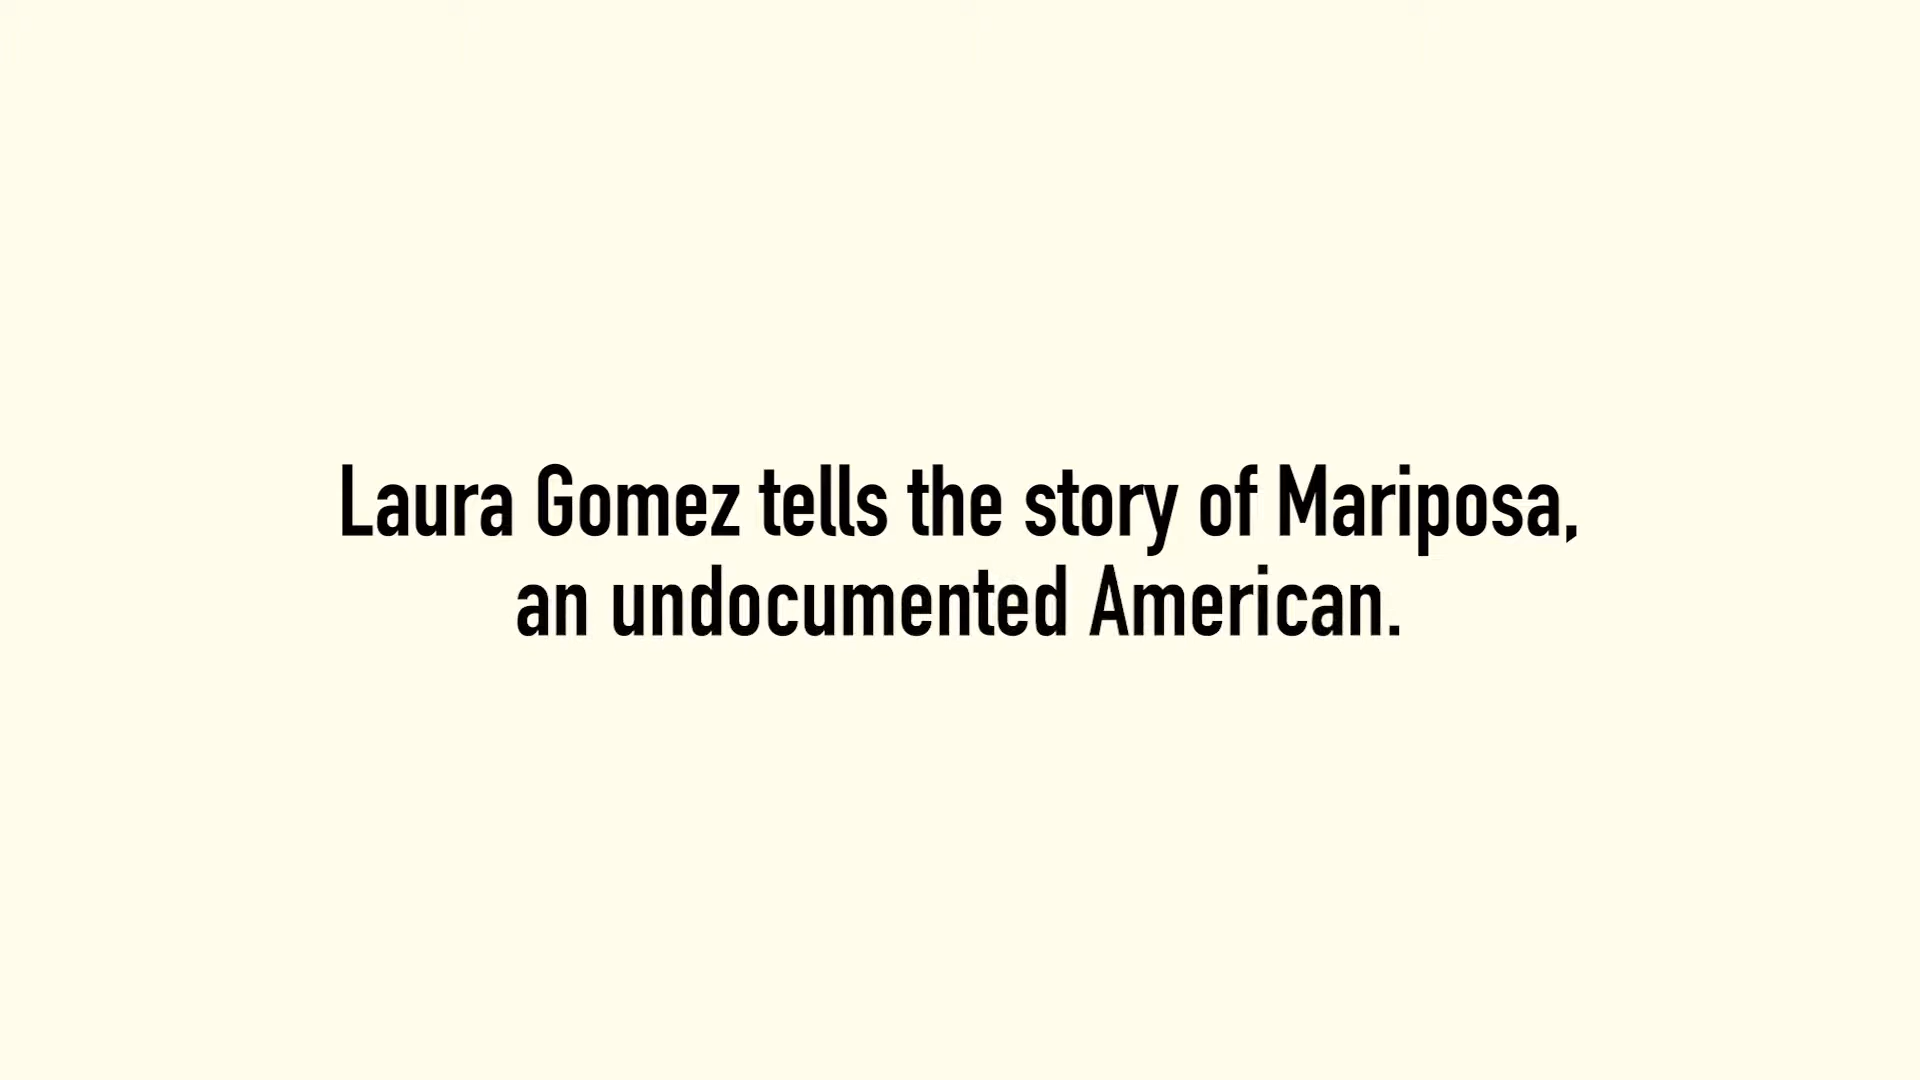 Laura Gomez tells the story of Mariposa,
an undocumented American.